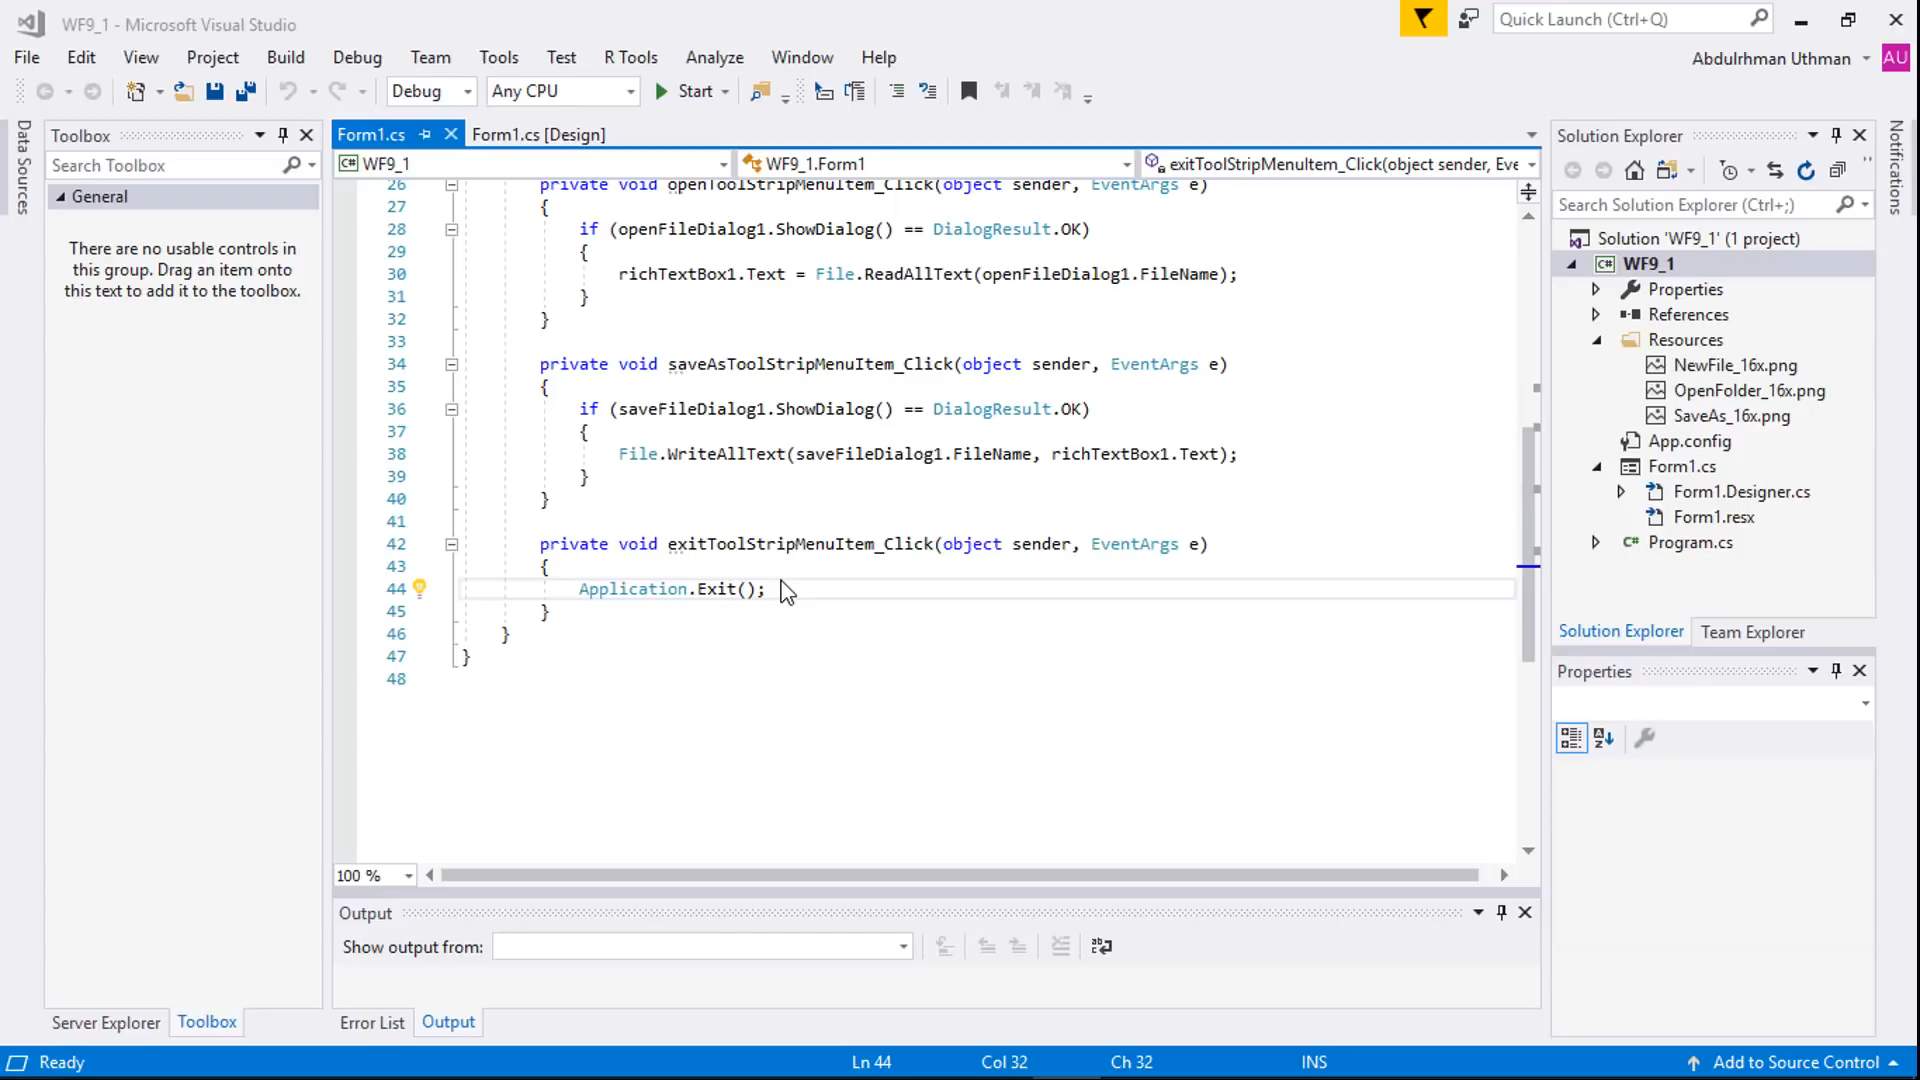 WF9_1 - Microsoft Visual Studio
Quick Launch (Ctrl+Q)
File Edit View Project Build Debug Team Tools Test R Tools Analyze Window Help
Abdulrhman Uthman AU
Debug Any CPU Start
Data Sources
Toolbox
Search Toolbox
General
There are no usable controls in
this group. Drag an item onto
this text to add it to the toolbox.
Server Explorer Toolbox
Form1.cs Form1.cs [Design]
C# WF9_1 WF9_1.Form1 exitToolStripMenuItem_Click(object sender, Eve
26 private void openToolStripMenuItem_Click(object sender, EventArgs e)
27 {
28 if (openFileDialog1.ShowDialog() == DialogResult.OK)
29 {
30 richTextBox1.Text = File.ReadAllText(openFileDialog1.FileName);
31 }
32 }
33
34 private void saveAsToolStripMenuItem_Click(object sender, EventArgs e)
35 {
36 if (saveFileDialog1.ShowDialog() == DialogResult.OK)
37 {
38 File.WriteAllText(saveFileDialog1.FileName, richTextBox1.Text);
39 }
40 }
41
42 private void exitToolStripMenuItem_Click(object sender, EventArgs e)
43 {
44 Application.Exit();
45 }
46 }
47 }
48
100 %
Output
Show output from:
Error List Output
Solution Explorer
Search Solution Explorer (Ctrl+;)
Solution 'WF9_1' (1 project)
C# WF9_1
Properties
References
Resources
NewFile_16x.png
OpenFolder_16x.png
SaveAs_16x.png
App.config
Form1.cs
Form1.Designer.cs
Form1.resx
C# Program.cs
Solution Explorer Team Explorer
Properties
Notifications
Ready Ln 44 Col 32 Ch 32 INS Add to Source Control